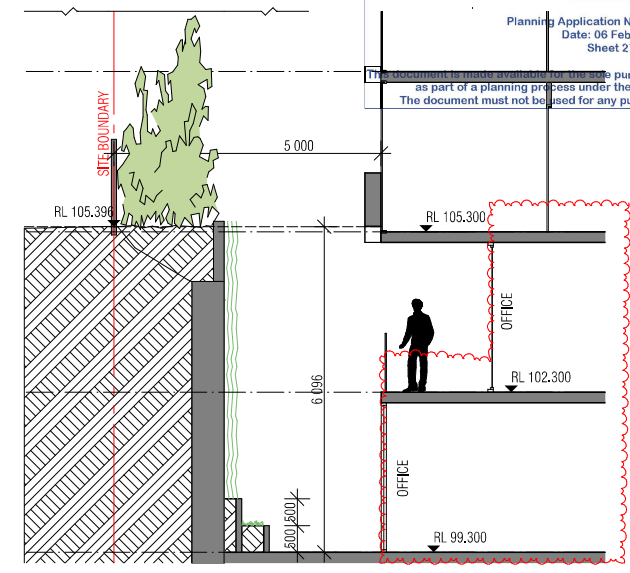 Planning Application N
Date: 06 Feb
Sheet 2
This document is made available for the sole pur
as part of a planning process under the
The document must not be used for any pu
SITE BOUNDARY
5 000
RL 105.396
RL 105.300
OFFICE
6 096
RL 102.300
OFFICE
500
500
RL 99.300